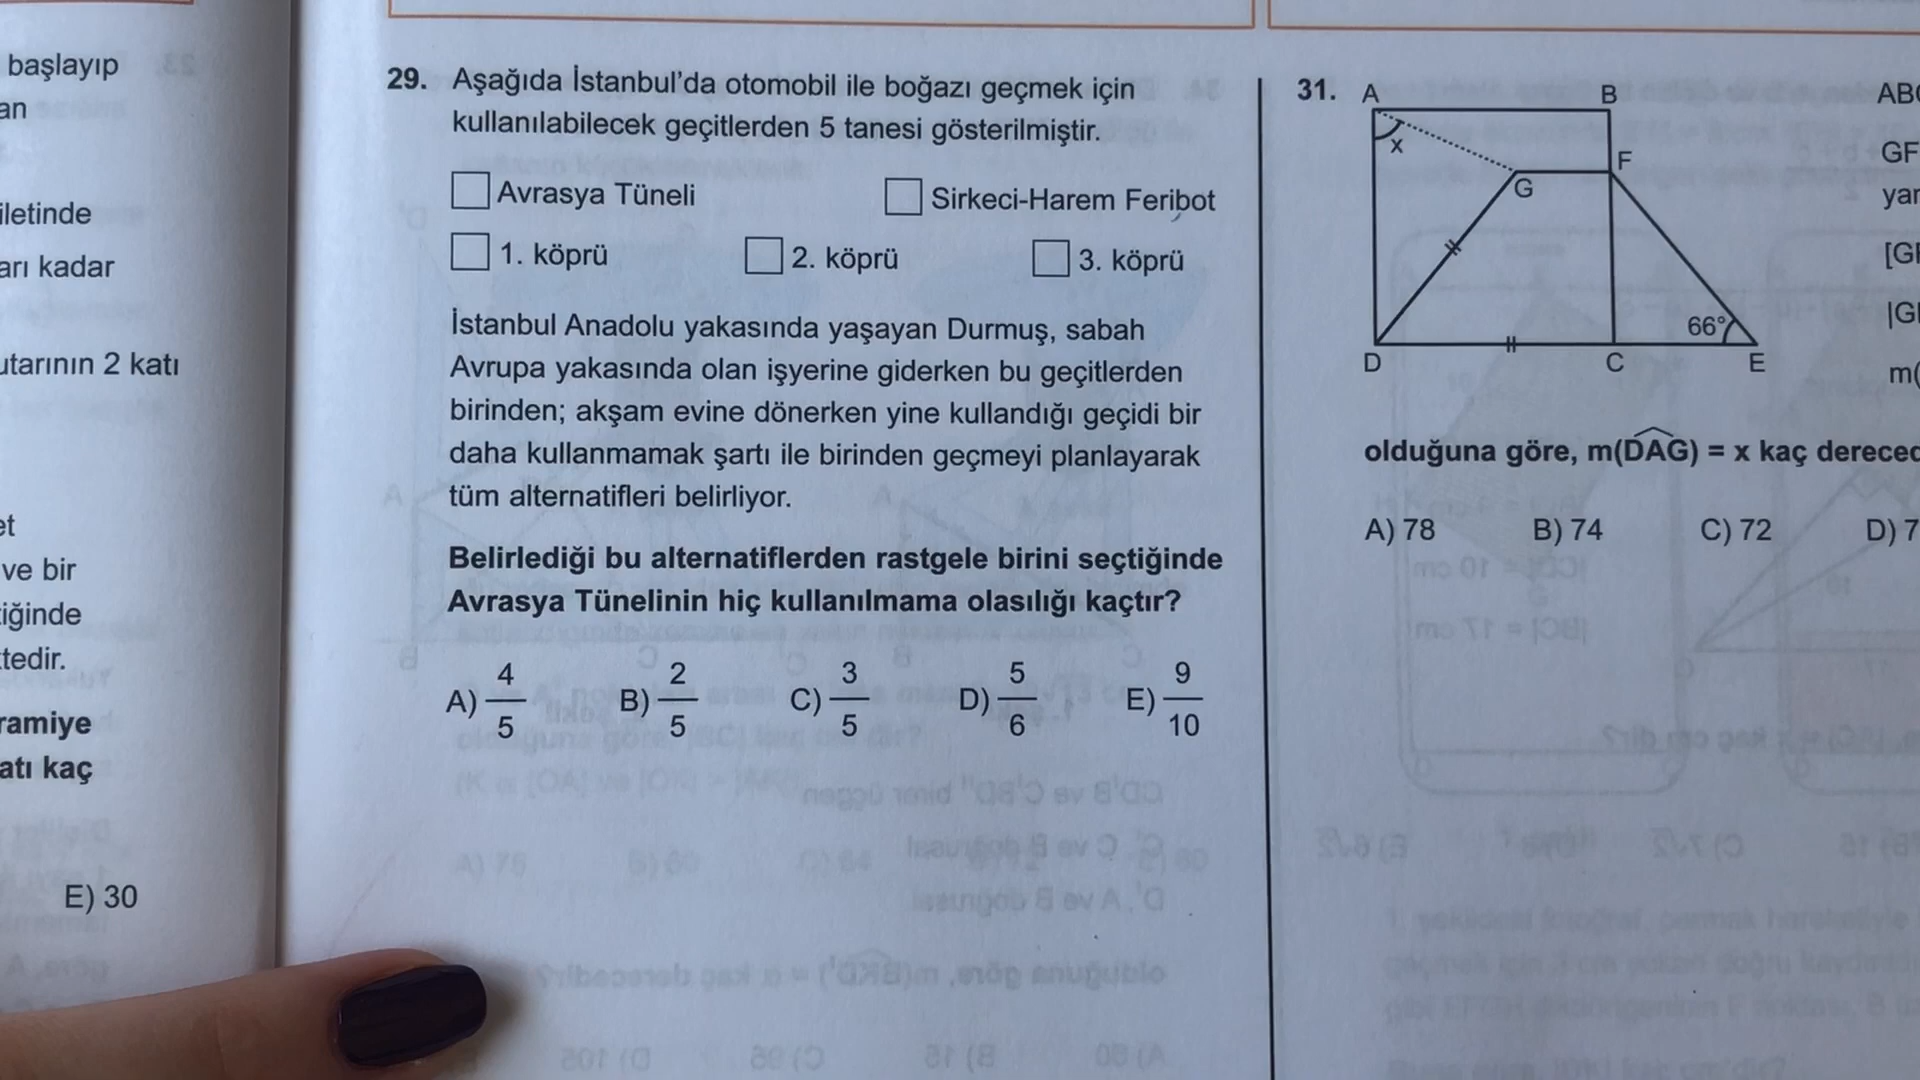 başlayıp
an
iletinde
arı kadar
utarının 2 katı
et
ve bir
iğinde
tedir.
ramiye
atı kaç
E) 30
29. Aşağıda İstanbul'da otomobil ile boğazı geçmek için
kullanılabilecek geçitlerden 5 tanesi gösterilmiştir.
Avrasya Tüneli Sirkeci-Harem Feribot
1. köprü 2. köprü 3. köprü
İstanbul Anadolu yakasında yaşayan Durmuş, sabah
Avrupa yakasında olan işyerine giderken bu geçitlerden
birinden; akşam evine dönerken yine kullandığı geçidi bir
daha kullanmamak şartı ile birinden geçmeyi planlayarak
tüm alternatifleri belirliyor.
Belirlediği bu alternatiflerden rastgele birini seçtiğinde
Avrasya Tünelinin hiç kullanılmama olasılığı kaçtır?
A) 4/5 B) 2/5 C) 3/5 D) 5/6 E) 9/10
31. A B
x F
G
66°
D C E
AB
GF
yar
[G
|G
m(
olduğuna göre, m(DAG) = x kaç dereced
A) 78 B) 74 C) 72 D) 7